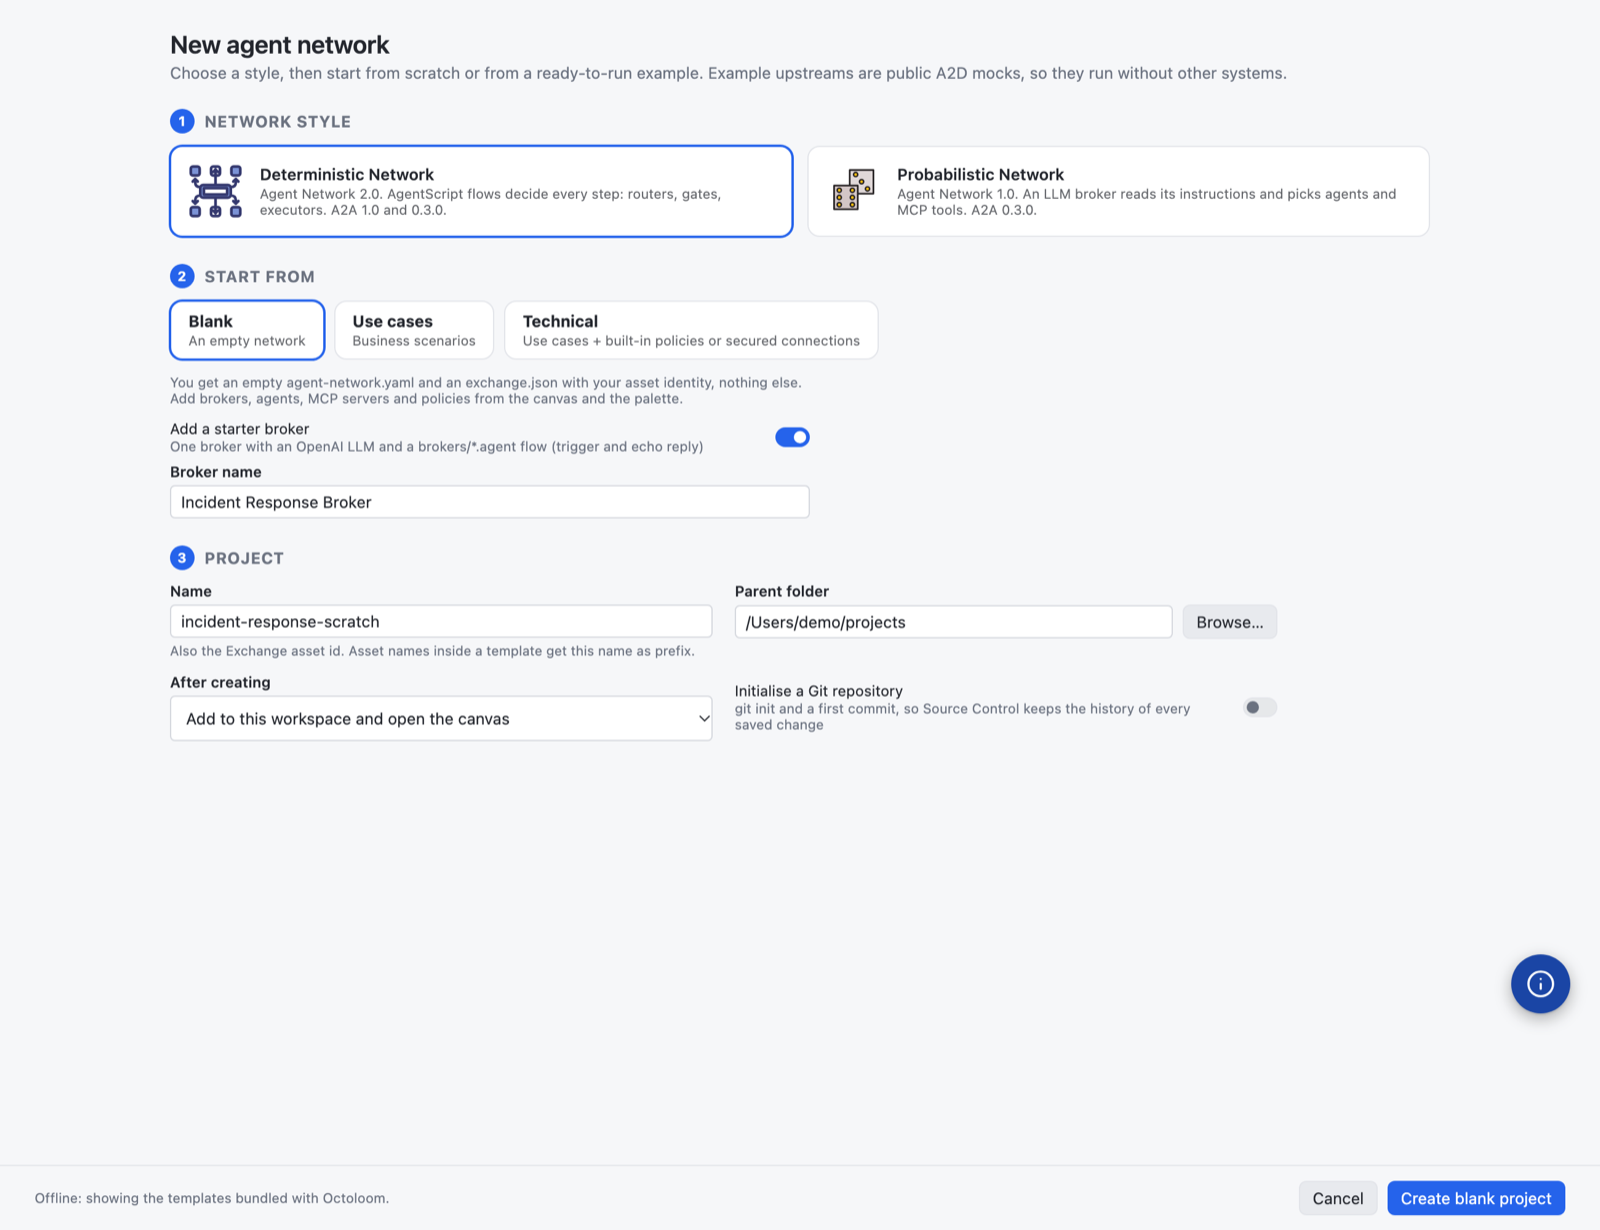 New agent network
Choose a style, then start from scratch or from a ready-to-run example. Example upstreams are public A2D mocks, so they run without other systems.
1 NETWORK STYLE
Deterministic Network
Agent Network 2.0. AgentScript flows decide every step: routers, gates,
executors. A2A 1.0 and 0.3.0.
Probabilistic Network
Agent Network 1.0. An LLM broker reads its instructions and picks agents and
MCP tools. A2A 0.3.0.
2 START FROM
Blank
An empty network
Use cases
Business scenarios
Technical
Use cases + built-in policies or secured connections
You get an empty agent-network.yaml and an exchange.json with your asset identity, nothing else.
Add brokers, agents, MCP servers and policies from the canvas and the palette.
Add a starter broker
One broker with an OpenAI LLM and a brokers/*.agent flow (trigger and echo reply)
Broker name
Incident Response Broker
3 PROJECT
Name
incident-response-scratch
Also the Exchange asset id. Asset names inside a template get this name as prefix.
Parent folder
/Users/demo/projects
Browse...
After creating
Add to this workspace and open the canvas
Initialise a Git repository
git init and a first commit, so Source Control keeps the history of every
saved change
Offline: showing the templates bundled with Octoloom.
Cancel
Create blank project